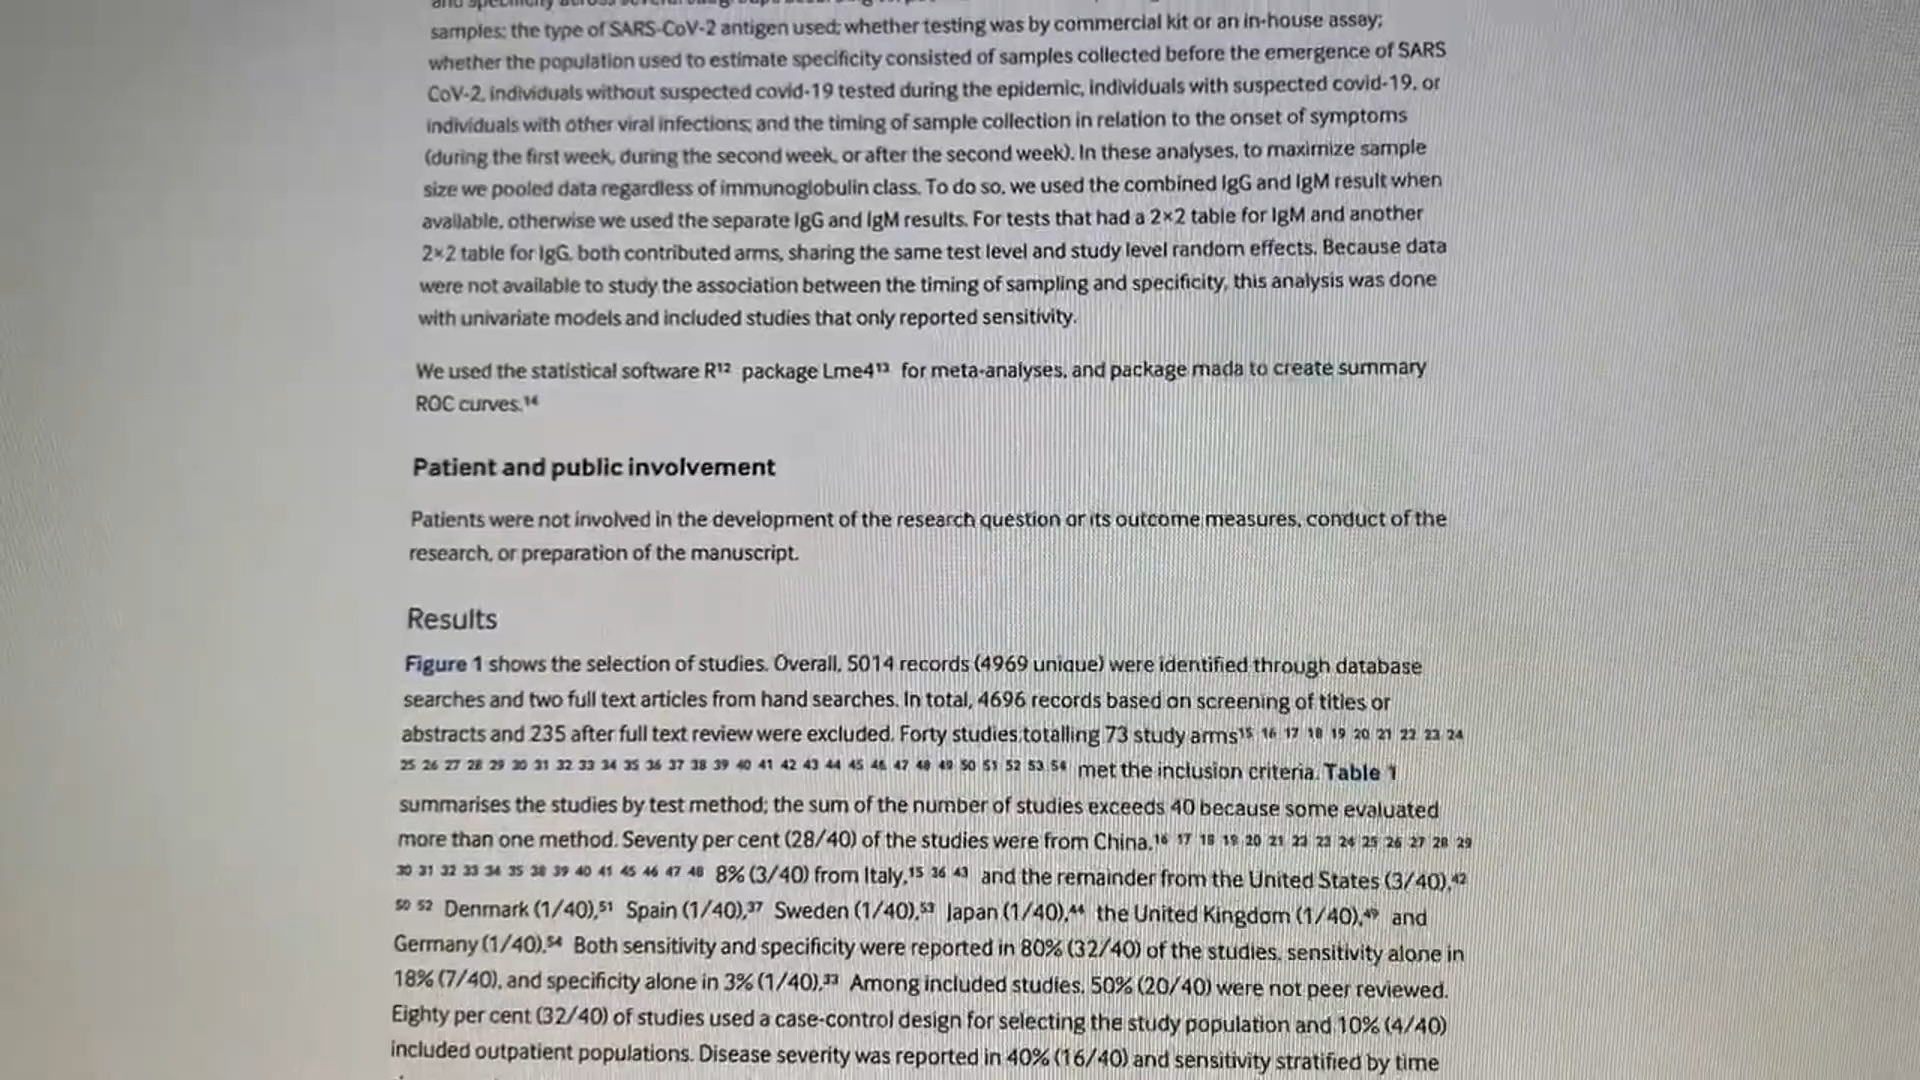 samples; the type of SARS-CoV-2 antigen used; whether testing was by commercial kit or an in-house assay;
whether the population used to estimate specificity consisted of samples collected before the emergence of SARS
CoV-2, individuals without suspected covid-19 tested during the epidemic, individuals with suspected covid-19, or
individuals with other viral infections; and the timing of sample collection in relation to the onset of symptoms
(during the first week, during the second week, or after the second week). In these analyses, to maximize sample
size we pooled data regardless of immunoglobulin class. To do so, we used the combined IgG and IgM result when
available, otherwise we used the separate IgG and IgM results. For tests that had a 2×2 table for IgM and another
2×2 table for IgG, both contributed arms, sharing the same test level and study level random effects. Because data
were not available to study the association between the timing of sampling and specificity, this analysis was done
with univariate models and included studies that only reported sensitivity.
We used the statistical software R12 package Lme413 for meta-analyses, and package mada to create summary
ROC curves.14
Patient and public involvement
Patients were not involved in the development of the research question or its outcome measures, conduct of the
research, or preparation of the manuscript.
Results
Figure 1 shows the selection of studies. Overall, 5014 records (4969 unique) were identified through database
searches and two full text articles from hand searches. In total, 4696 records based on screening of titles or
abstracts and 235 after full text review were excluded. Forty studies totalling 73 study arms15 16 17 18 19 20 21 22 23 24
25 26 27 28 29 30 31 32 33 34 35 36 37 38 39 40 41 42 43 44 45 46 47 48 49 50 51 52 53 54 met the inclusion criteria. Table 1
summarises the studies by test method; the sum of the number of studies exceeds 40 because some evaluated
more than one method. Seventy per cent (28/40) of the studies were from China,16 17 18 19 20 21 22 23 24 25 26 27 28 29
30 31 32 33 34 35 38 39 40 41 45 46 47 48 8% (3/40) from Italy,15 36 43 and the remainder from the United States (3/40),42
50 52 Denmark (1/40),51 Spain (1/40),37 Sweden (1/40),53 Japan (1/40),44 the United Kingdom (1/40),49 and
Germany (1/40).54 Both sensitivity and specificity were reported in 80% (32/40) of the studies, sensitivity alone in
18% (7/40), and specificity alone in 3% (1/40).33 Among included studies, 50% (20/40) were not peer reviewed.
Eighty per cent (32/40) of studies used a case-control design for selecting the study population and 10% (4/40)
included outpatient populations. Disease severity was reported in 40% (16/40) and sensitivity stratified by time